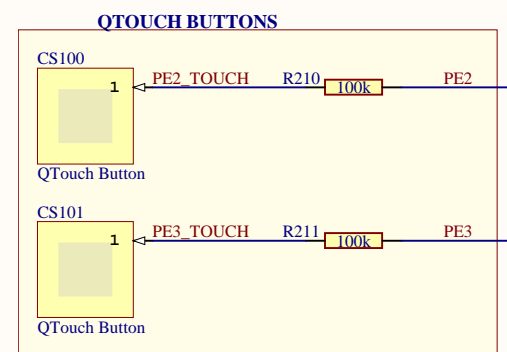 QTOUCH BUTTONS
CS100
1 PE2_TOUCH R210 100k PE2
QTouch Button
CS101
1 PE3_TOUCH R211 100k PE3
QTouch Button